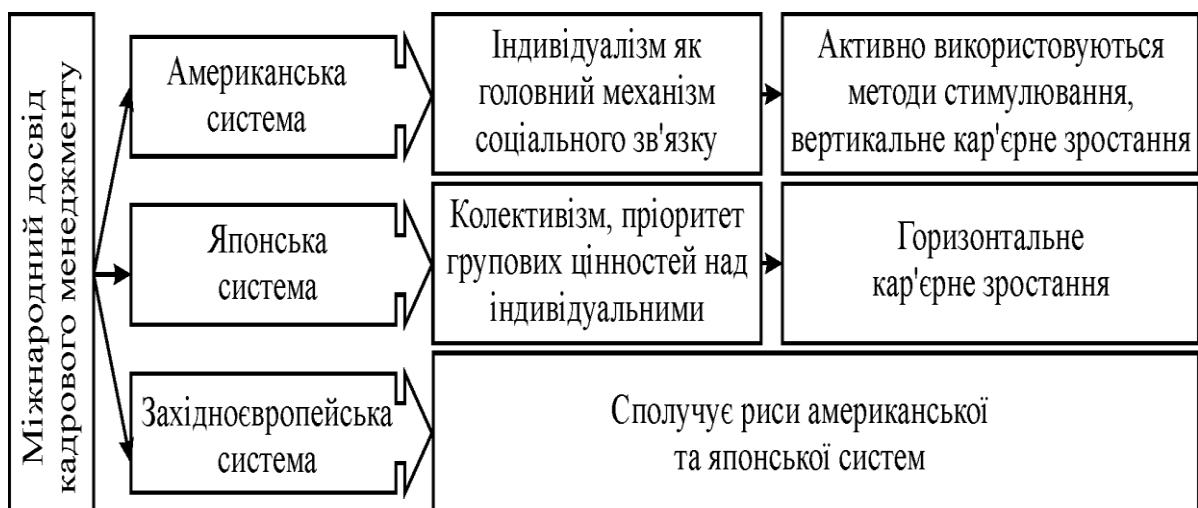 Міжнародний досвід
кадрового менеджменту
Американська
система
Індивідуалізм як
головний механізм
соціального зв'язку
Активно використовуються
методи стимулювання,
вертикальне кар'єрне зростання
Японська
система
Колективізм, пріоритет
групових цінностей над
індивідуальними
Горизонтальне
кар'єрне зростання
Західноєвропейська
система
Сполучує риси американської
та японської систем